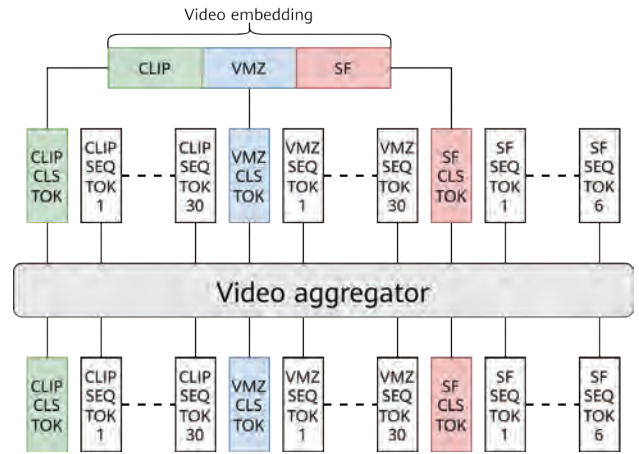 Video embedding
CLIP VMZ SF
CLIP CLS TOK
CLIP SEQ TOK 1
CLIP SEQ TOK 30
VMZ CLS TOK
VMZ SEQ TOK 1
VMZ SEQ TOK 30
SF CLS TOK
SF SEQ TOK 1
SF SEQ TOK 6
Video aggregator
CLIP CLS TOK
CLIP SEQ TOK 1
CLIP SEQ TOK 30
VMZ CLS TOK
VMZ SEQ TOK 1
VMZ SEQ TOK 30
SF CLS TOK
SF SEQ TOK 1
SF SEQ TOK 6